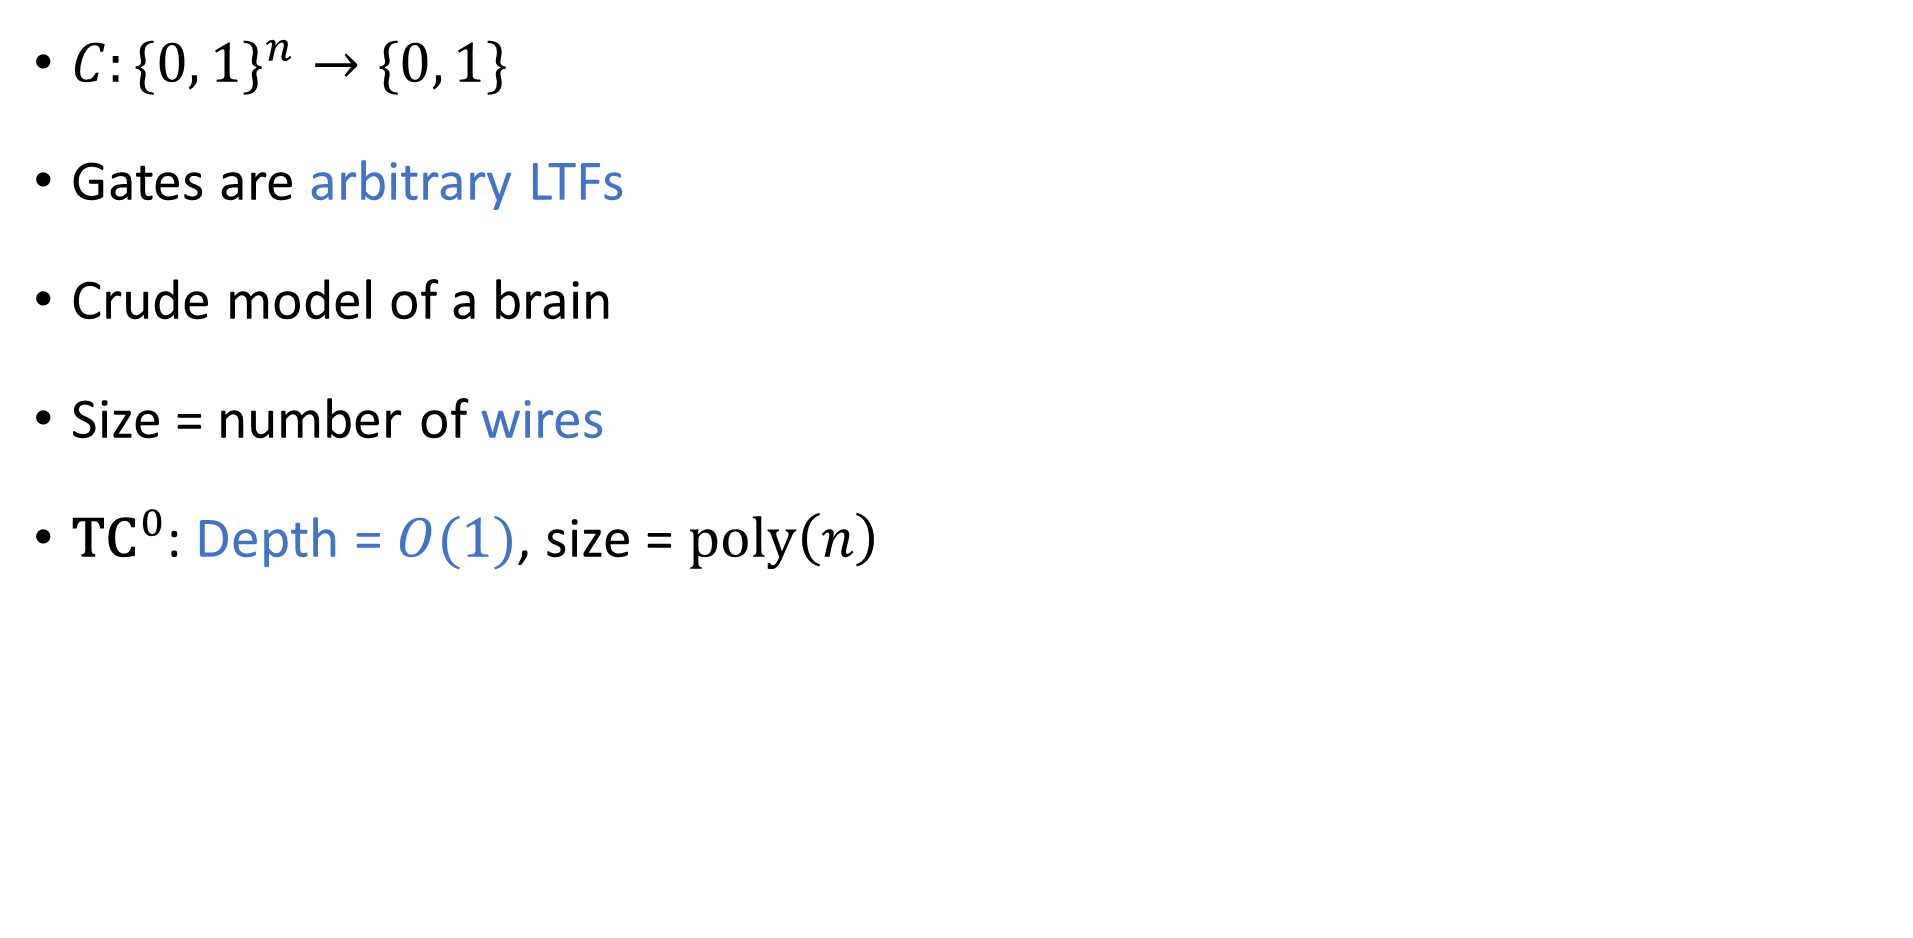 • C: {0, 1}ⁿ → {0, 1}
• Gates are arbitrary LTFs
• Crude model of a brain
• Size = number of wires
• TC⁰: Depth = O(1), size = poly(n)